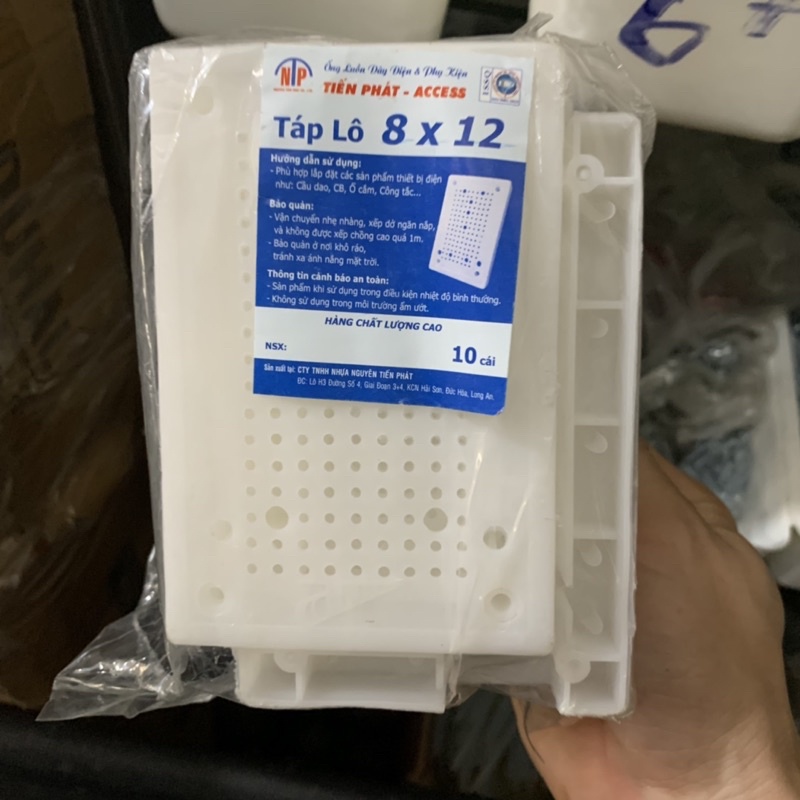 NTP
Ống Luồn Dây Điện & Phụ Kiện
TIẾN PHÁT - ACCESS
ISSQ
Táp Lô 8 x 12
Hướng dẫn sử dụng:
- Phù hợp lắp đặt các sản phẩm thiết bị điện
như: Cầu dao, CB, Ổ cắm, Công tắc...
Bảo quản:
- Vận chuyển nhẹ nhàng, xếp dỡ ngăn nắp,
và không được xếp chồng cao quá 1m.
- Bảo quản ở nơi khô ráo,
tránh xa ánh nắng mặt trời.
Thông tin cảnh báo an toàn:
- Sản phẩm khi sử dụng trong điều kiện nhiệt độ bình thường.
- Không sử dụng trong môi trường ẩm ướt.
HÀNG CHẤT LƯỢNG CAO
NSX:
10 cái
Sản xuất tại: CTY TNHH NHỰA NGUYÊN TIẾN PHÁT
ĐC: Lô H3 Đường Số 4, Giai Đoạn 3+4, KCN Hải Sơn, Đức Hòa, Long An.